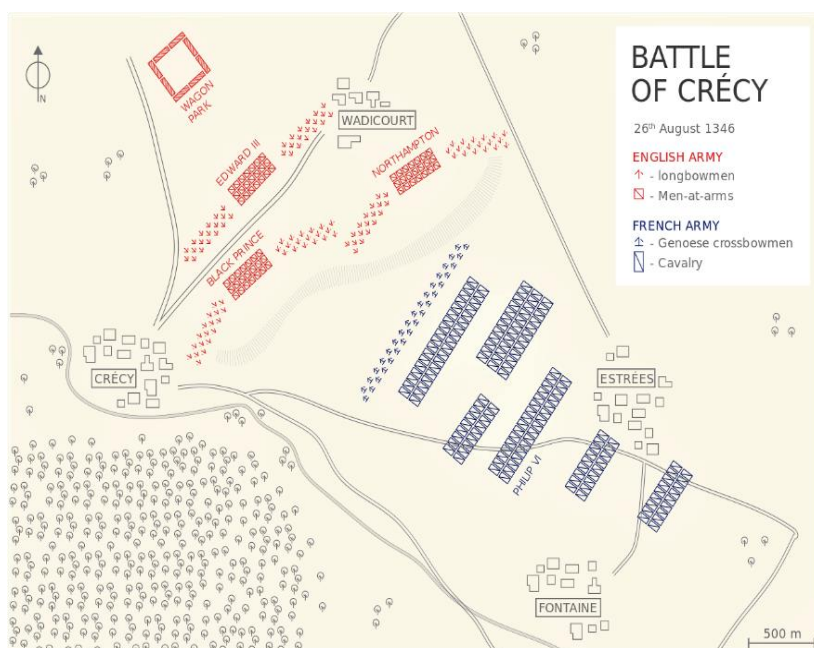 BATTLE
OF CRÉCY
26th August 1346
ENGLISH ARMY
- longbowmen
- Men-at-arms
FRENCH ARMY
- Genoese crossbowmen
- Cavalry
N
WAGON
PARK
WADICOURT
EDWARD III
NORTHAMPTON
BLACK PRINCE
CRÉCY
ESTRÉES
PHILIP VI
FONTAINE
500 m